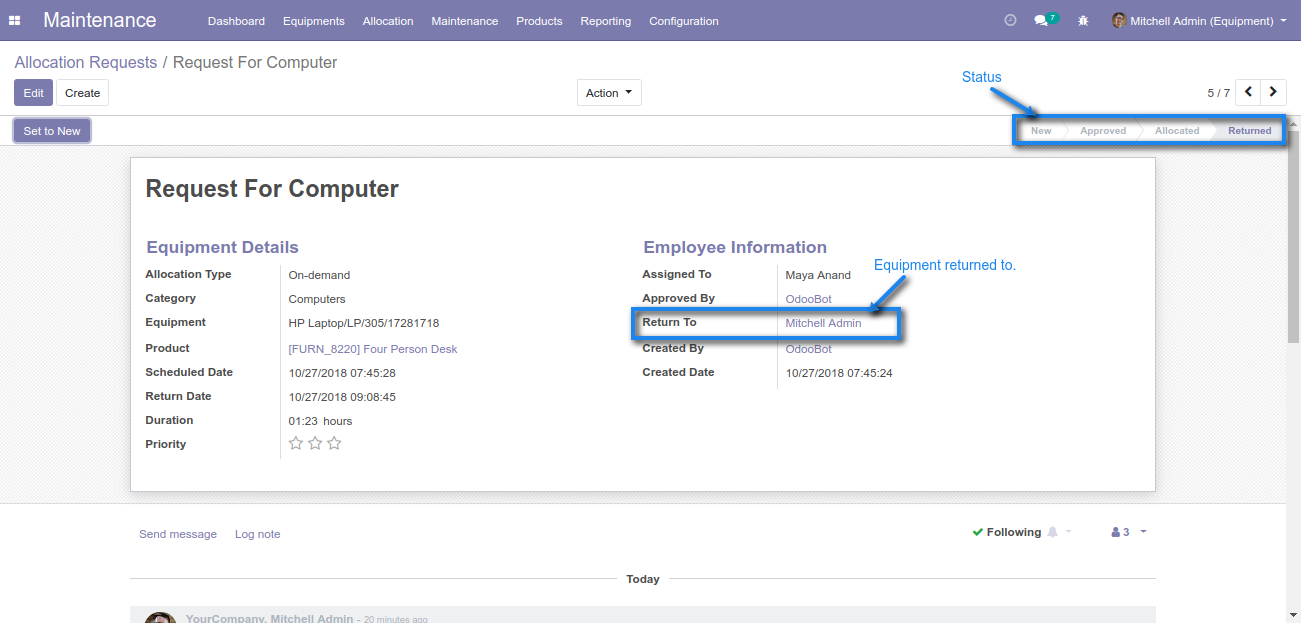 Maintenance Dashboard Equipments Allocation Maintenance Products Reporting Configuration 7 Mitchell Admin (Equipment)
Allocation Requests / Request For Computer
Status
Edit Create Action 5 / 7
Set to New New Approved Allocated Returned
Request For Computer
Equipment Details Employee Information
Equipment returned to.
Allocation Type On-demand Assigned To Maya Anand
Category Computers Approved By OdooBot
Equipment HP Laptop/LP/305/17281718 Return To Mitchell Admin
Product [FURN_8220] Four Person Desk Created By OdooBot
Scheduled Date 10/27/2018 07:45:28 Created Date 10/27/2018 07:45:24
Return Date 10/27/2018 09:08:45
Duration 01:23 hours
Priority
Send message Log note Following 3
Today
YourCompany, Mitchell Admin - 20 minutes ago